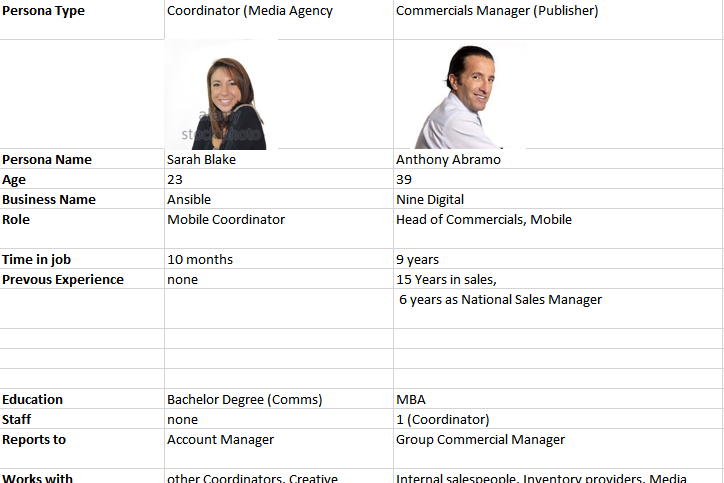 Persona Type Coordinator (Media Agency Commercials Manager (Publisher)
stock photo
Persona Name Sarah Blake Anthony Abramo
Age 23 39
Business Name Ansible Nine Digital
Role Mobile Coordinator Head of Commercials, Mobile
Time in job 10 months 9 years
Prevous Experience none 15 Years in sales,
6 years as National Sales Manager
Education Bachelor Degree (Comms) MBA
Staff none 1 (Coordinator)
Reports to Account Manager Group Commercial Manager
Works with other Coordinators, Creative Internal salespeople, Inventory providers, Media